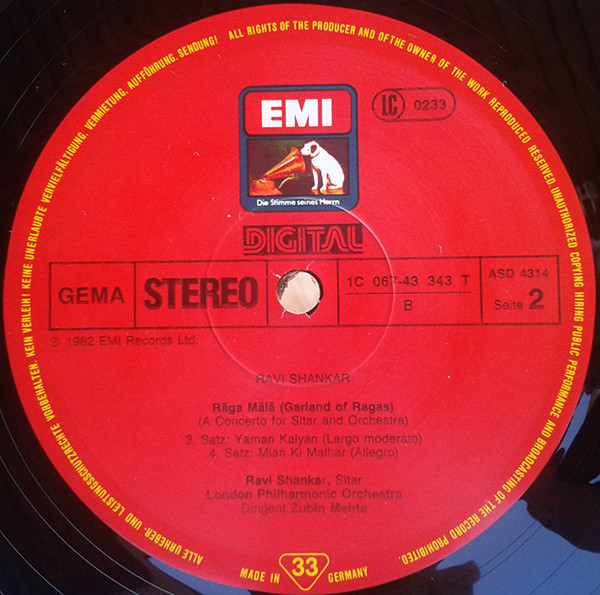 ALLE URHEBER- UND LEISTUNGSSCHUTZRECHTE VORBEHALTEN. KEIN VERLEIH! KEINE UNERLAUBTE VERVIELFÄLTIGUNG, VERMIETUNG, AUFFÜHRUNG, SENDUNG!
ALL RIGHTS OF THE PRODUCER AND OF THE OWNER OF THE WORK REPRODUCED RESERVED. UNAUTHORIZED COPYING HIRING PUBLIC PERFORMANCE AND BROADCASTING OF THE RECORD PROHIBITED.
EMI
LC 0233
Die Stimme seines Herrn
DIGITAL
GEMA STEREO 1C 067-43 343 T ASD 4314
B Seite 2
℗ 1982 EMI Records Ltd.
RAVI SHANKAR
Rāga Mālā (Garland of Ragas)
(A Concerto for Sitar and Orchestra)
3. Satz: Yaman Kalyan (Largo moderato)
4. Satz: Mian Ki Malhar (Allegro)
Ravi Shankar, Sitar
London Philharmonic Orchestra
Dirigent Zubin Mehta
MADE IN 33 GERMANY